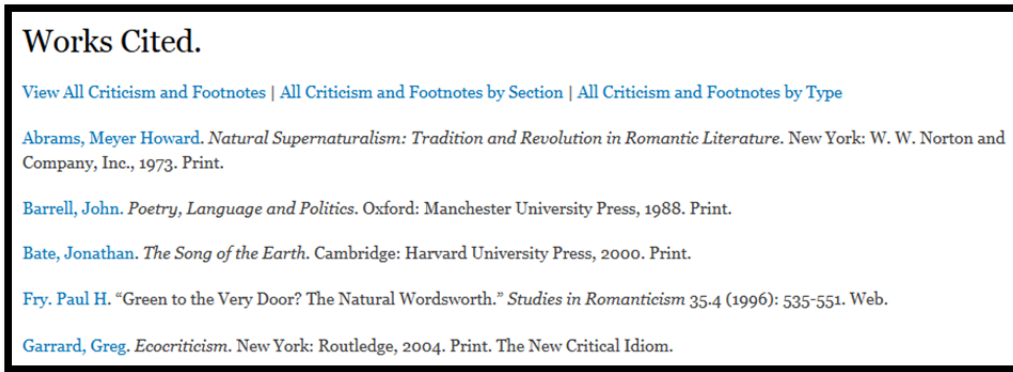 Works Cited.
View All Criticism and Footnotes | All Criticism and Footnotes by Section | All Criticism and Footnotes by Type
Abrams, Meyer Howard. Natural Supernaturalism: Tradition and Revolution in Romantic Literature. New York: W. W. Norton and
Company, Inc., 1973. Print.
Barrell, John. Poetry, Language and Politics. Oxford: Manchester University Press, 1988. Print.
Bate, Jonathan. The Song of the Earth. Cambridge: Harvard University Press, 2000. Print.
Fry. Paul H. “Green to the Very Door? The Natural Wordsworth.” Studies in Romanticism 35.4 (1996): 535-551. Web.
Garrard, Greg. Ecocriticism. New York: Routledge, 2004. Print. The New Critical Idiom.